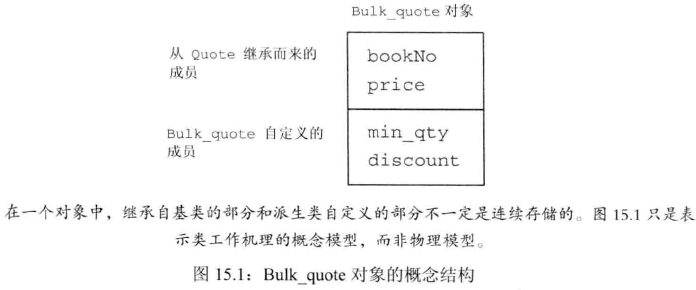 Bulk_quote 对象
从 Quote 继承而来的
成员
bookNo
price
Bulk_quote 自定义的
成员
min_qty
discount
在一个对象中，继承自基类的部分和派生类自定义的部分不一定是连续存储的。图 15.1 只是表
示类工作机理的概念模型，而非物理模型。
图 15.1：Bulk_quote 对象的概念结构